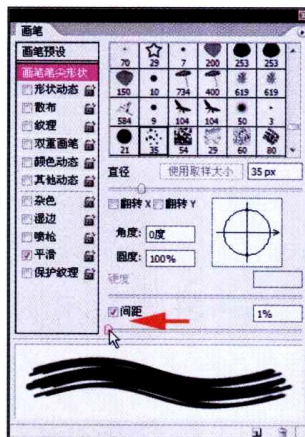 画笔
画笔预设
画笔笔尖形状
形状动态
散布
纹理
双重画笔
颜色动态
其他动态
杂色
湿边
喷枪
平滑
保护纹理
70 29 7 200 253 253
150 10 734 400 619 619
584 9 104 104 50 3
21 35 54 29 60 80
直径 使用取样大小 35 px
翻转 X 翻转 Y
角度: 0度
圆度: 100%
硬度
间距 1%